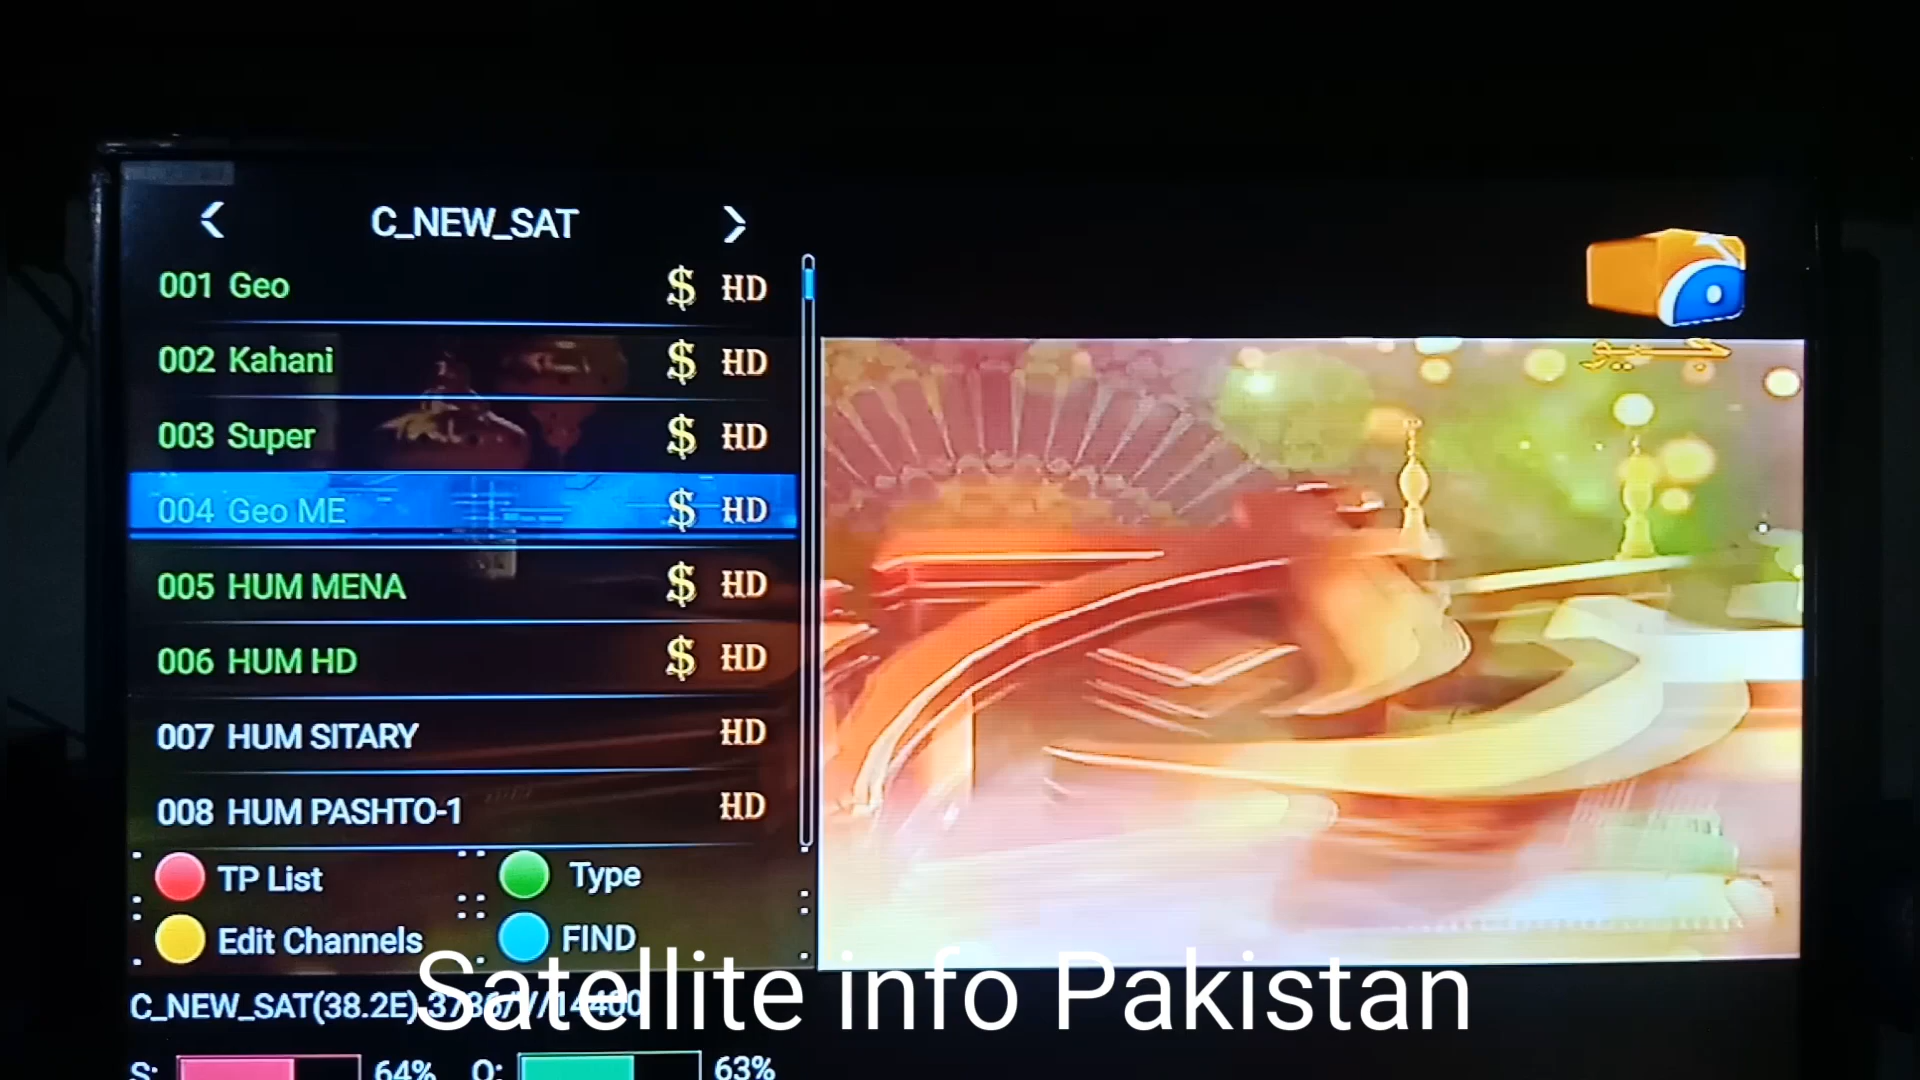 C_NEW_SAT
001 Geo $ HD
002 Kahani $ HD
003 Super $ HD
004 Geo ME $ HD
005 HUM MENA $ HD
006 HUM HD $ HD
007 HUM SITARY HD
008 HUM PASHTO-1 HD
TP List Type
Edit Channels FIND
Satellite info Pakistan
C_NEW_SAT(38.2E) 3786/V/14400
S: 64% Q: 63%